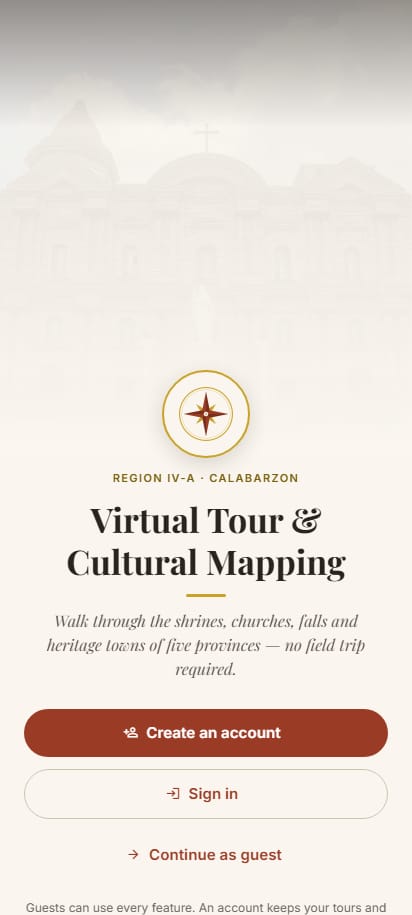 REGION IV-A · CALABARZON
Virtual Tour &
Cultural Mapping
Walk through the shrines, churches, falls and
heritage towns of five provinces — no field trip
required.
Create an account
Sign in
Continue as guest
Guests can use every feature. An account keeps your tours and